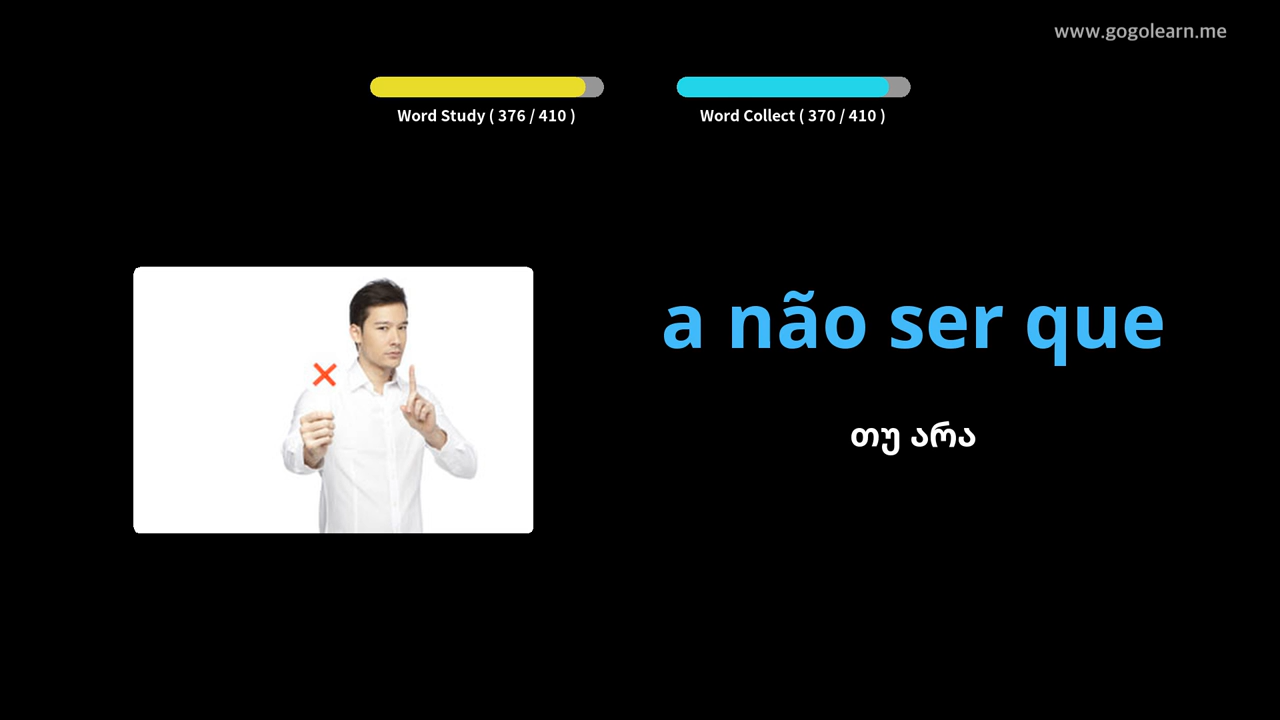 www.gogolearn.me
Word Study ( 376 / 410 )
Word Collect ( 370 / 410 )
a não ser que
თუ არა